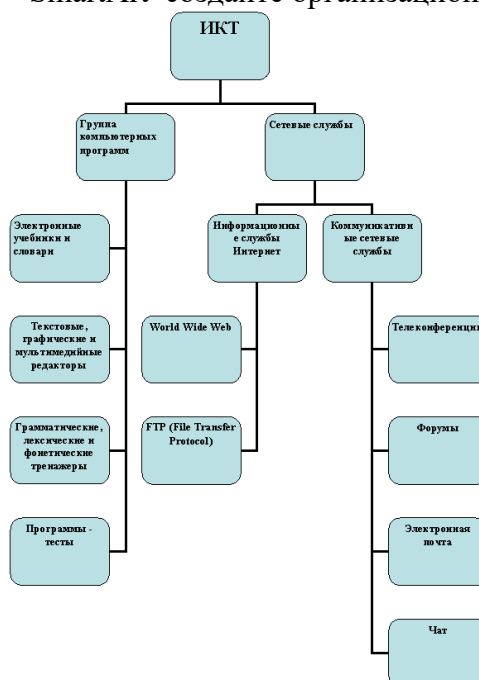 SmartArt создайте организацион
ИКТ
Группа
компьютерных
программ
Сетевые службы
Электронные
учебники и
словари
Информационны
е службы
Интернет
Коммуникативн
ые сетевые
службы
Текстовые,
графические и
мультимедийные
редакторы
World Wide Web
Телеконференции
Грамматические,
лексические и
фонетические
тренажеры
FTP (File Transfer
Protocol)
Форумы
Программы -
тесты
Электронная
почта
Чат